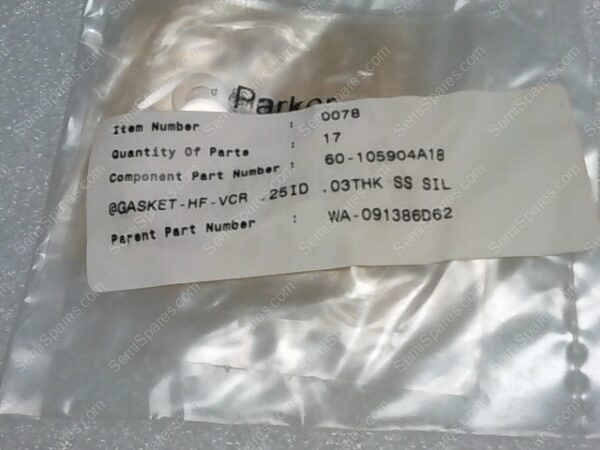 Parker
Item Number : 0078
Quantity Of Parts : 17
Component Part Number : 60-105904A18
@GASKET-HF-VCR .25ID .03THK SS SIL
Parent Part Number : WA-091386D62
SemiSpares.com